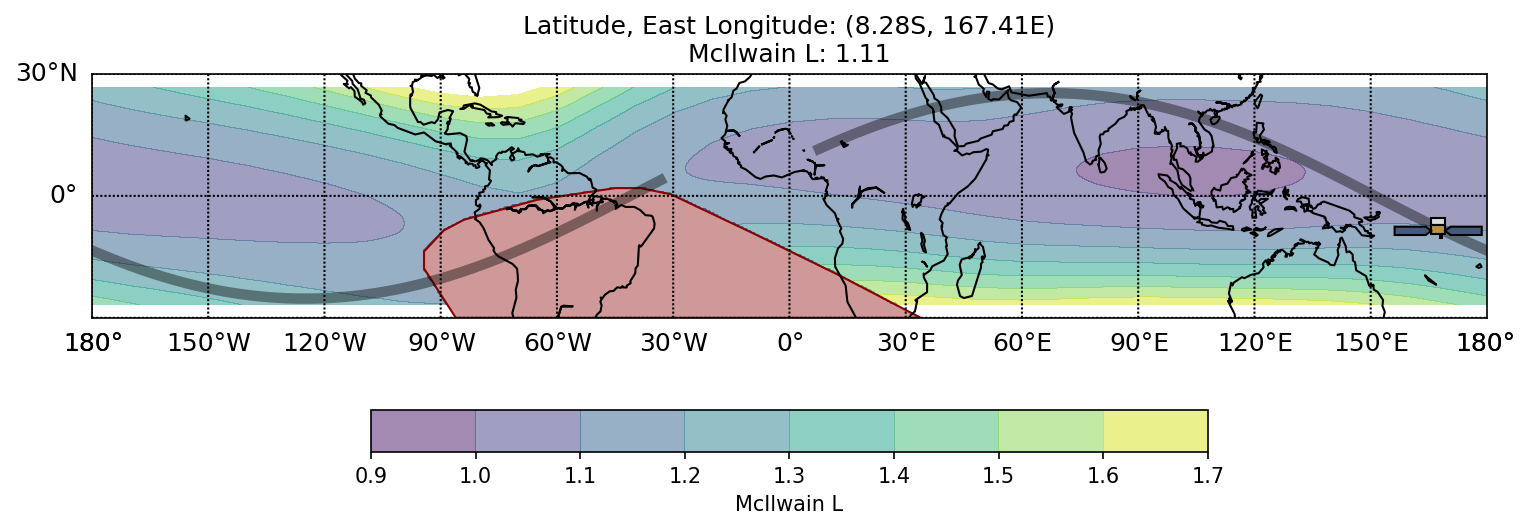 Latitude, East Longitude: (8.28S, 167.41E)
McIlwain L: 1.11
30°N
0°
180° 150°W 120°W 90°W 60°W 30°W 0° 30°E 60°E 90°E 120°E 150°E 180°
0.9 1.0 1.1 1.2 1.3 1.4 1.5 1.6 1.7
McIlwain L